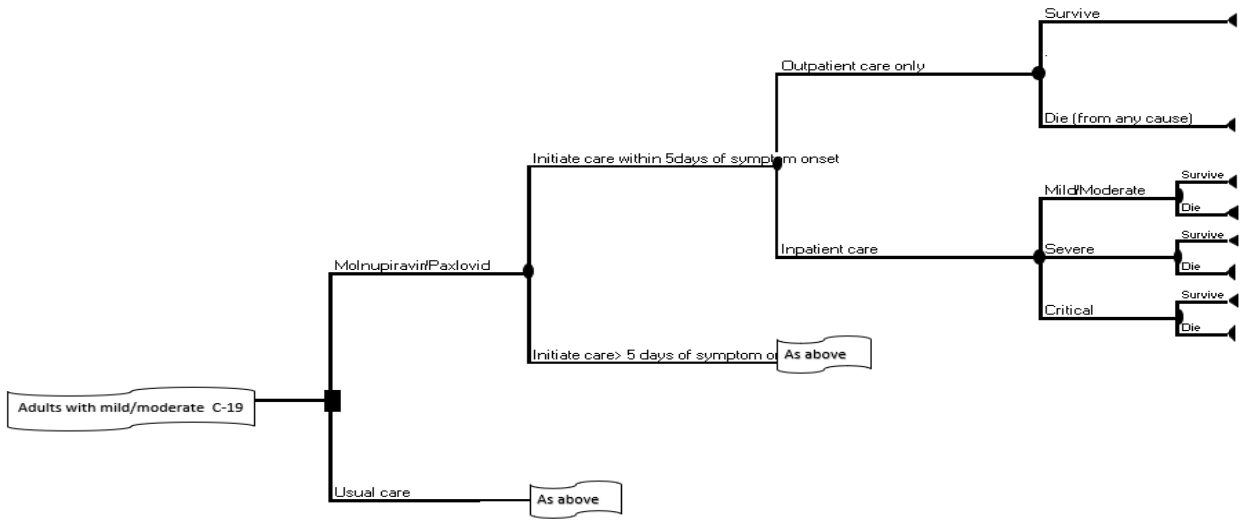 Survive
Outpatient care only
Die (from any cause)
Initiate care within 5days of symptom onset
Survive
Mild/Moderate
Die
Survive
Inpatient care
Severe
Molnupiravir/Paxlovid
Die
Survive
Critical
Die
Initiate care> 5 days of symptom
As above
Adults with mild/moderate C-19
Usual care
As above